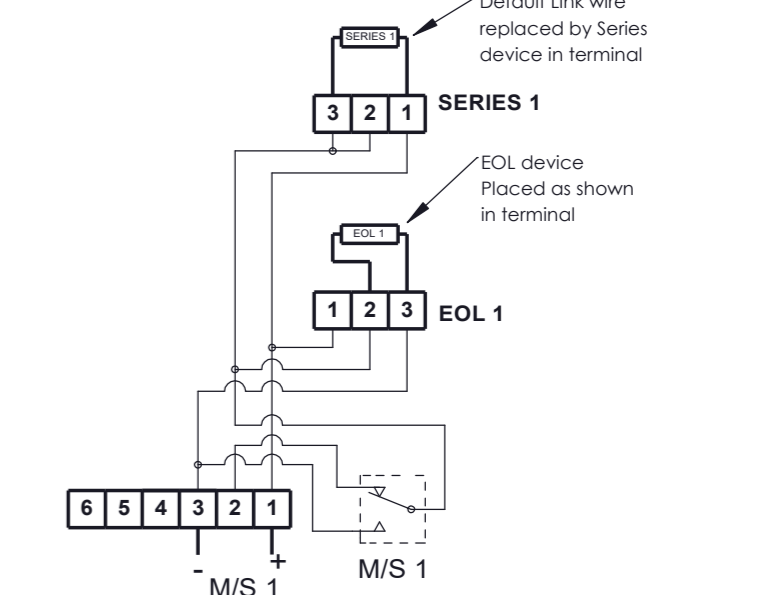 Default Link wire
replaced by Series
device in terminal
SERIES 1
3 2 1
SERIES 1
EOL device
Placed as shown
in terminal
EOL 1
1 2 3
EOL 1
6 5 4 3 2 1
- +
M/S 1
M/S 1